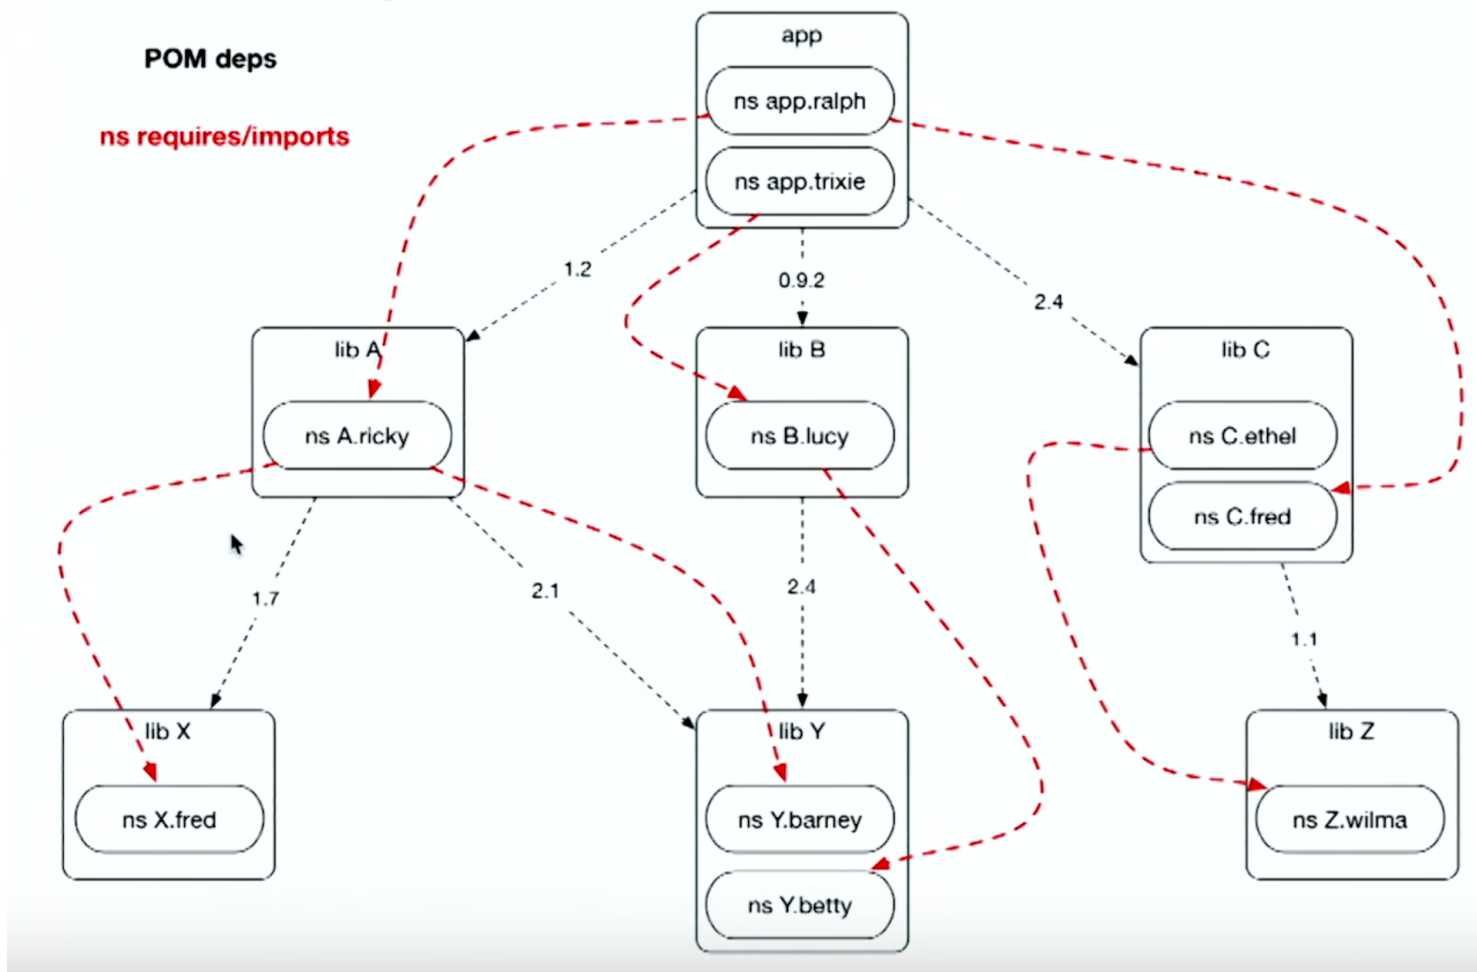 POM deps
ns requires/imports
app
ns app.ralph
ns app.trixie
1.2
0.9.2
2.4
lib A
ns A.ricky
lib B
ns B.lucy
lib C
ns C.ethel
ns C.fred
1.7
2.1
2.4
1.1
lib X
ns X.fred
lib Y
ns Y.barney
ns Y.betty
lib Z
ns Z.wilma